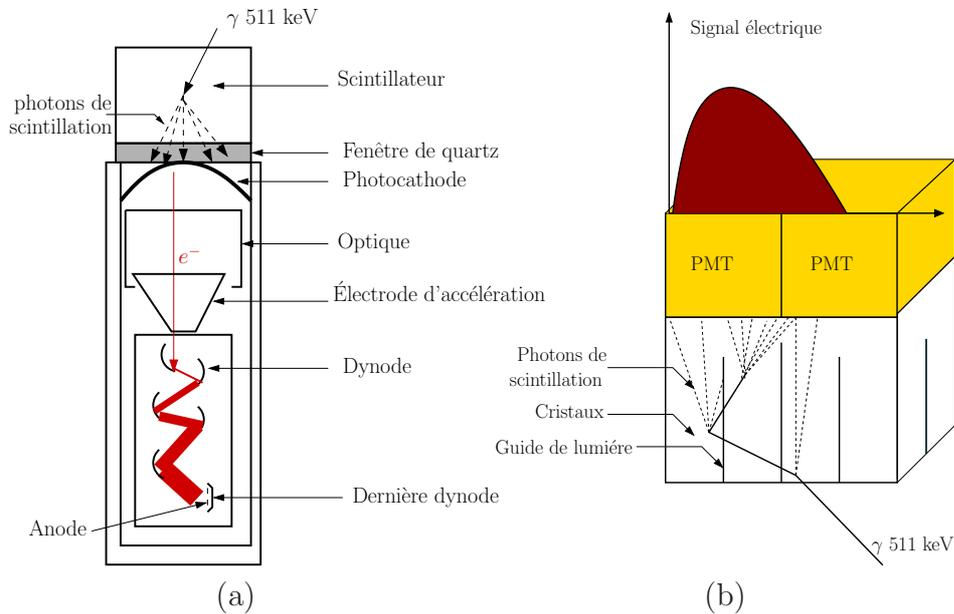 γ 511 keV
Scintillateur
photons de
scintillation
Fenêtre de quartz
Photocathode
Optique
e⁻
Électrode d'accélération
Dynode
Dernière dynode
Anode
(a)
Signal électrique
PMT
PMT
Photons de
scintillation
Cristaux
Guide de lumiére
γ 511 keV
(b)